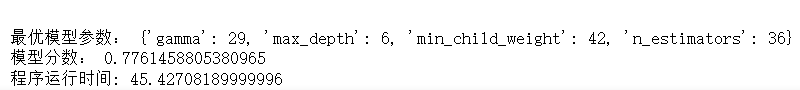 最优模型参数: {'gamma': 29, 'max_depth': 6, 'min_child_weight': 42, 'n_estimators': 36}
模型分数: 0.7761458805380965
程序运行时间: 45.42708189999996